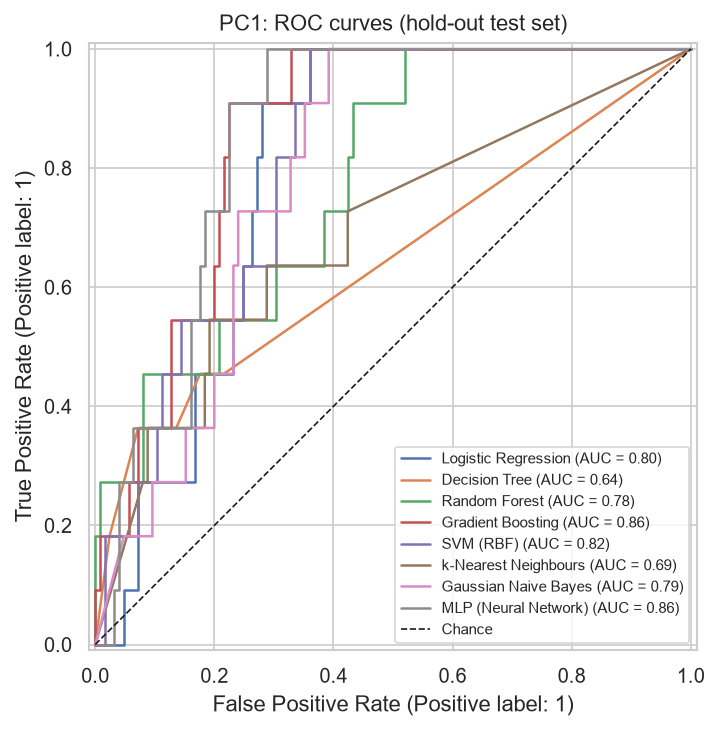 PC1: ROC curves (hold-out test set)
1.0
0.8
0.6
0.4
0.2
0.0
True Positive Rate (Positive label: 1)
Logistic Regression (AUC = 0.80)
Decision Tree (AUC = 0.64)
Random Forest (AUC = 0.78)
Gradient Boosting (AUC = 0.86)
SVM (RBF) (AUC = 0.82)
k-Nearest Neighbours (AUC = 0.69)
Gaussian Naive Bayes (AUC = 0.79)
MLP (Neural Network) (AUC = 0.86)
Chance
0.0 0.2 0.4 0.6 0.8 1.0
False Positive Rate (Positive label: 1)